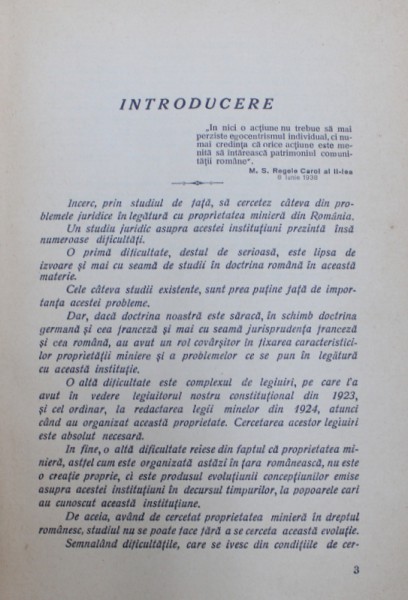 INTRODUCERE
„In nici o acțiune nu trebue să mai
perziste egocentrismul individual, ci nu-
mai credința că orice acțiune este me-
nită să întărească patrimoniul comuni-
tății române“.
M. S. Regele Carol al II-lea
8 Iunie 1938
Incerc, prin studiul de față, să cercetez câteva din pro-
blemele juridice în legătură cu proprietatea minieră din România.
Un studiu juridic asupra acestei instituțiuni prezintă însă
numeroase dificultăți.
O primă dificultate, destul de serioasă, este lipsa de
izvoare și mai cu seamă de studii în doctrina română în această
materie.
Cele câteva studii existente, sunt prea puține față de impor-
tanța acestei probleme.
Dar, dacă doctrina noastră este săracă, în schimb doctrina
germană și cea franceză și mai cu seamă jurisprudența franceză
și cea română, au avut un rol covârșitor în fixarea caracteristici-
lor proprietății miniere și a problemelor ce se pun în legătură
cu această instituție.
O altă dificultate este complexul de legiuiri, pe care l'a
avut în vedere legiuitorul nostru constituțional din 1923,
și cel ordinar, la redactarea legii minelor din 1924, atunci
când au organizat această proprietate. Cercetarea acestor legiuiri
este absolut necesară.
In fine, o altă dificultate reiese din faptul că proprietatea mi-
nieră, astfel cum este organizată astăzi în țara românească, nu este
o creație proprie, ci este produsul evoluțiunii concepțiunilor emise
asupra acestei instituțiuni în decursul timpurilor, la popoarele cari
au cunoscut această instituțiune.
De aceia, având de cercetat proprietatea minieră în dreptul
românesc, studiul nu se poate face fără a se cerceta această evoluție.
Semnalând dificultățile, care se ivesc din condițiile de cer-
3